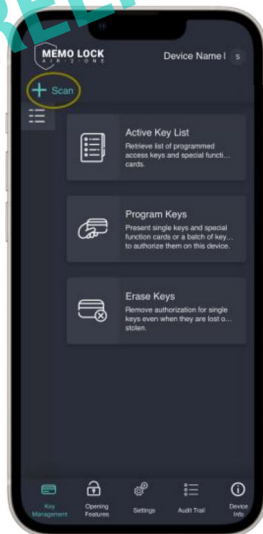 MEMO LOCK
Device Name
S
+ Scan
Active Key List
Retrieve list of programmed
access keys and special functi...
cards.
Program Keys
Present single keys and special
function cards or a batch of key...
to authorize them on this device.
Erase Keys
Remove authorization for single
keys even when they are lost o...
stolen.
Key
Management
Opening
Features
Settings
Audit Trail
Device
Info